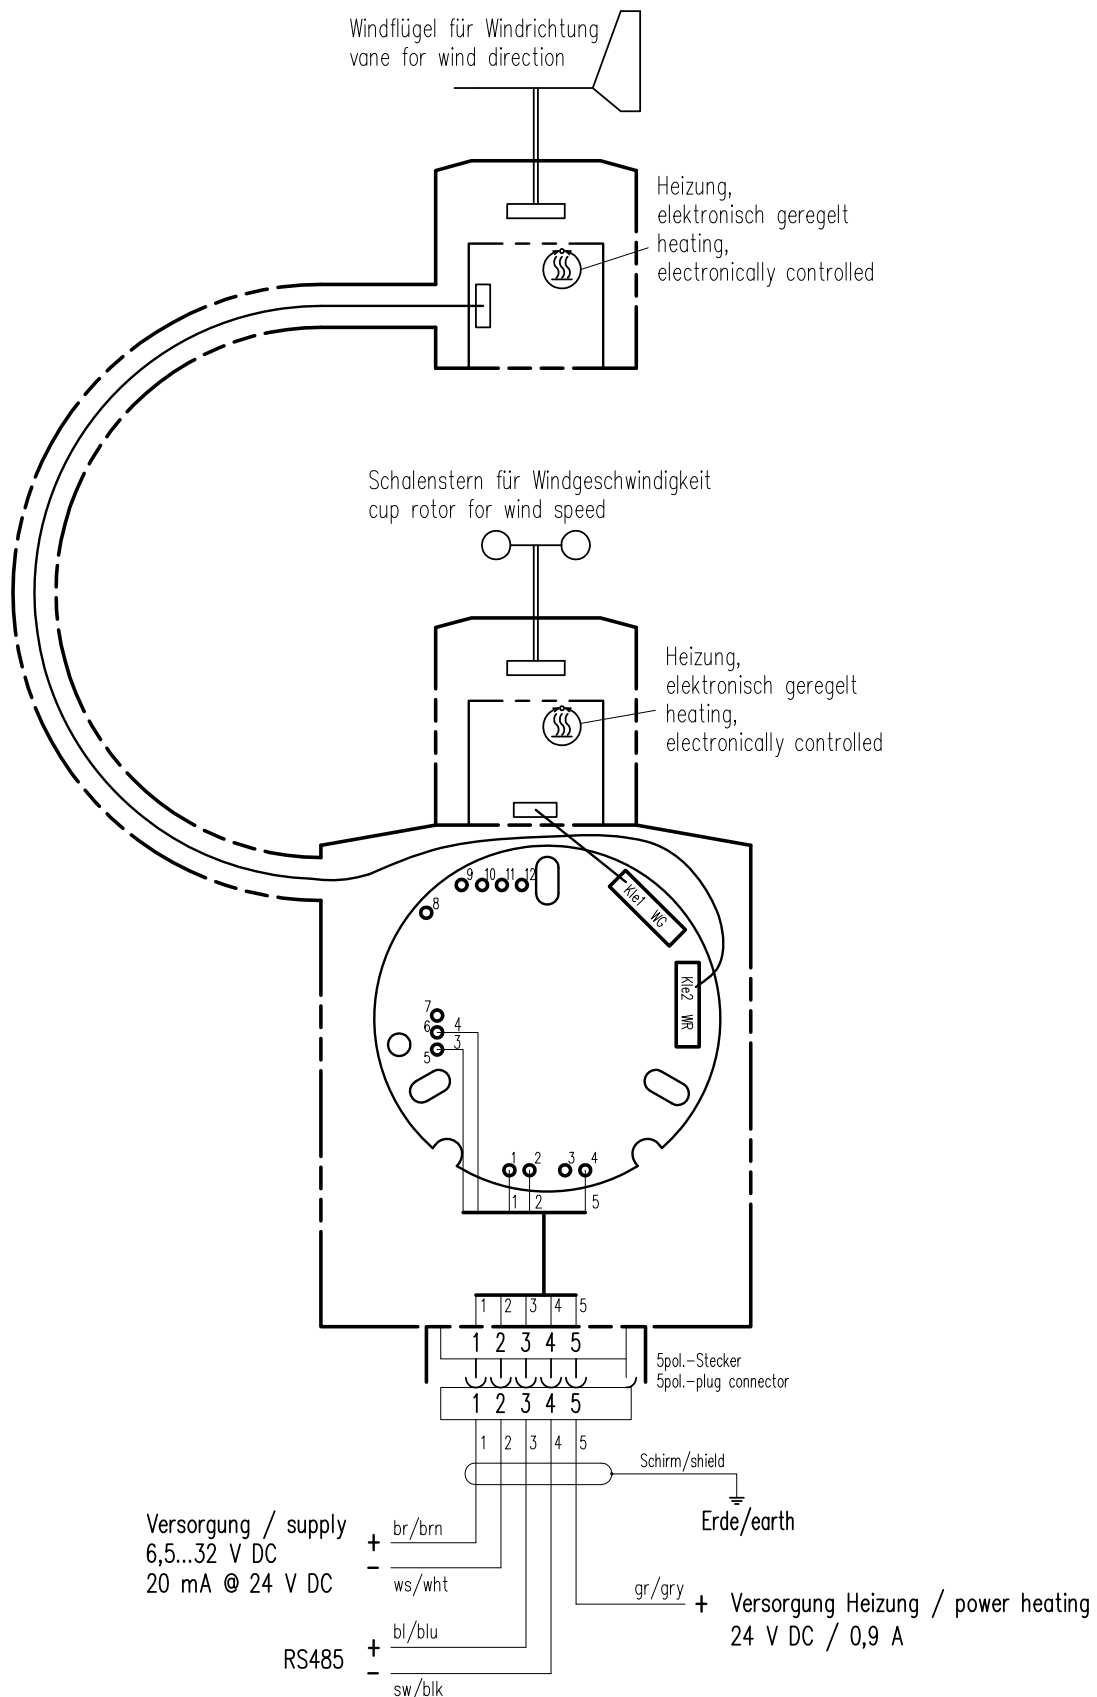 Windflügel für Windrichtung
vane for wind direction
Heizung,
elektronisch geregelt
heating,
electronically controlled
Schalenstern für Windgeschwindigkeit
cup rotor for wind speed
Heizung,
elektronisch geregelt
heating,
electronically controlled
9 10 11 12
8
Kle1 WG
Kle2 WR
7
6 4
5 3
1 2 3 4
1 2 5
1 2 3 4 5
1 2 3 4 5
5pol.-Stecker
5pol.-plug connector
1 2 3 4 5
1 2 3 4 5
Schirm/shield
Erde/earth
Versorgung / supply
6,5...32 V DC
20 mA @ 24 V DC
+ br/brn
- ws/wht
gr/gry + Versorgung Heizung / power heating
24 V DC / 0,9 A
RS485
+ bl/blu
- sw/blk